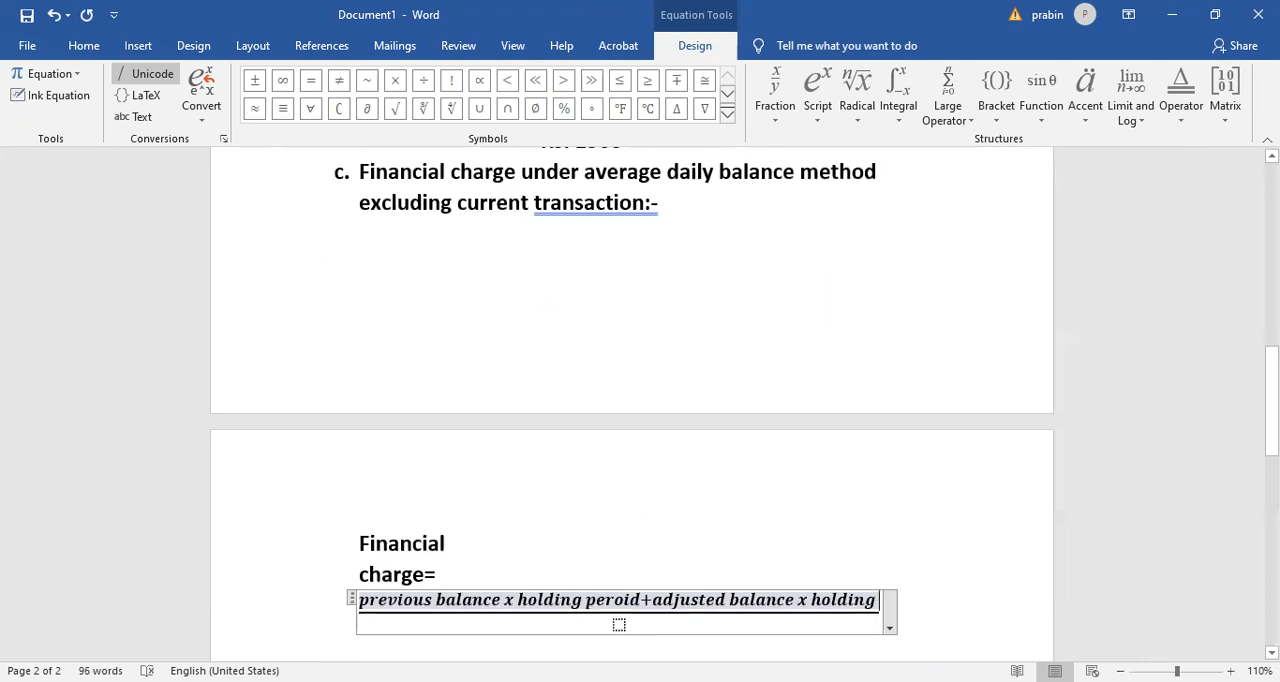 Document1 - Word
Equation Tools
prabin
P
File
Home
Insert
Design
Layout
References
Mailings
Review
View
Help
Acrobat
Design
Tell me what you want to do
Share
π Equation
Ink Equation
Tools
Unicode
LaTeX
abc Text
Convert
Conversions
± ∞ = ≠ ~ × ÷ ! ∝ < ≪ > ≫ ≤ ≥ ∓ ≅
≈ ≡ ∀ ∁ ∂ √ ∛ ∜ ∪ ∩ ∅ % ° °F °C ∆ ∇
Symbols
Fraction
Script
Radical
Integral
Large Operator
Bracket
Function
Accent
Limit and Log
Operator
Matrix
Structures
c. Financial charge under average daily balance method
excluding current transaction:-
Financial
charge=
previous balance x holding peroid+adjusted balance x holding
Page 2 of 2
96 words
English (United States)
110%